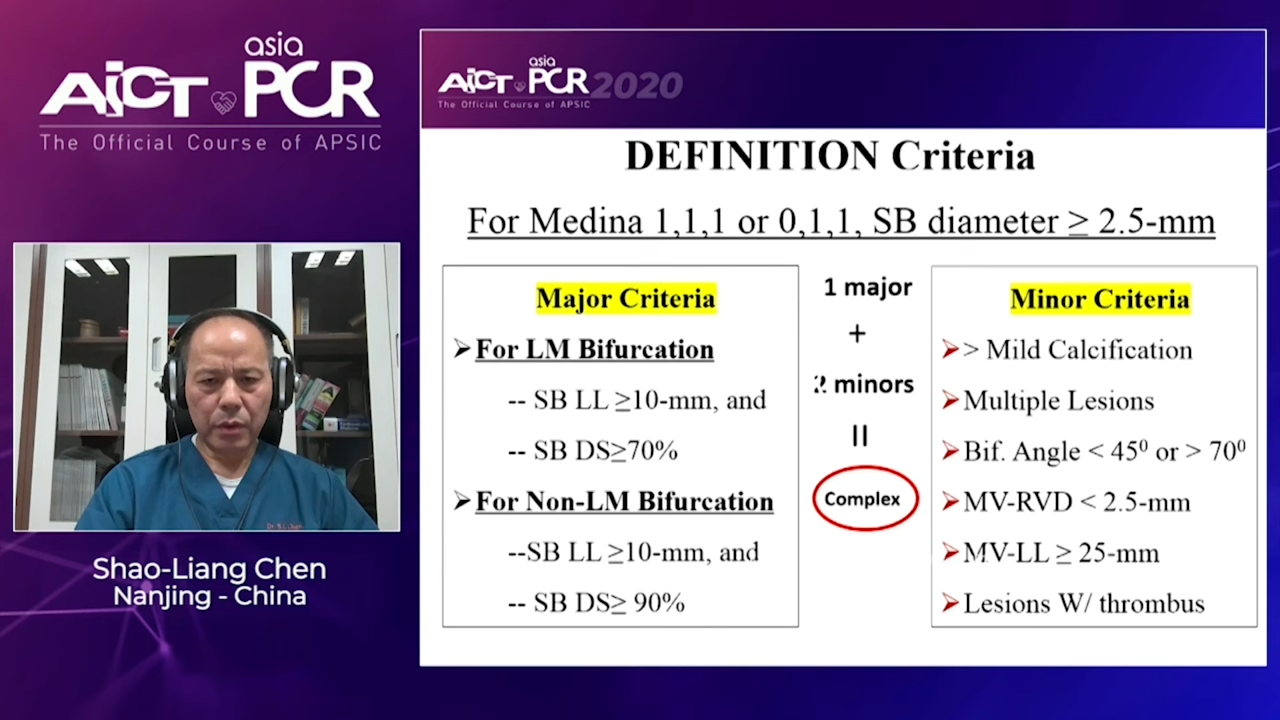 asia
AICT PCR
The Official Course of APSIC
asia
AICT PCR 2020
The Official Course of APSIC
DEFINITION Criteria
For Medina 1,1,1 or 0,1,1, SB diameter ≥ 2.5-mm
Major Criteria
➢For LM Bifurcation
-- SB LL ≥10-mm, and
-- SB DS≥70%
➢For Non-LM Bifurcation
--SB LL ≥10-mm, and
-- SB DS≥ 90%
1 major
+
2 minors
=
Complex
Minor Criteria
➢> Mild Calcification
➢Multiple Lesions
➢Bif. Angle < 45⁰ or > 70⁰
➢MV-RVD < 2.5-mm
➢MV-LL ≥ 25-mm
➢Lesions W/ thrombus
Shao-Liang Chen
Nanjing - China